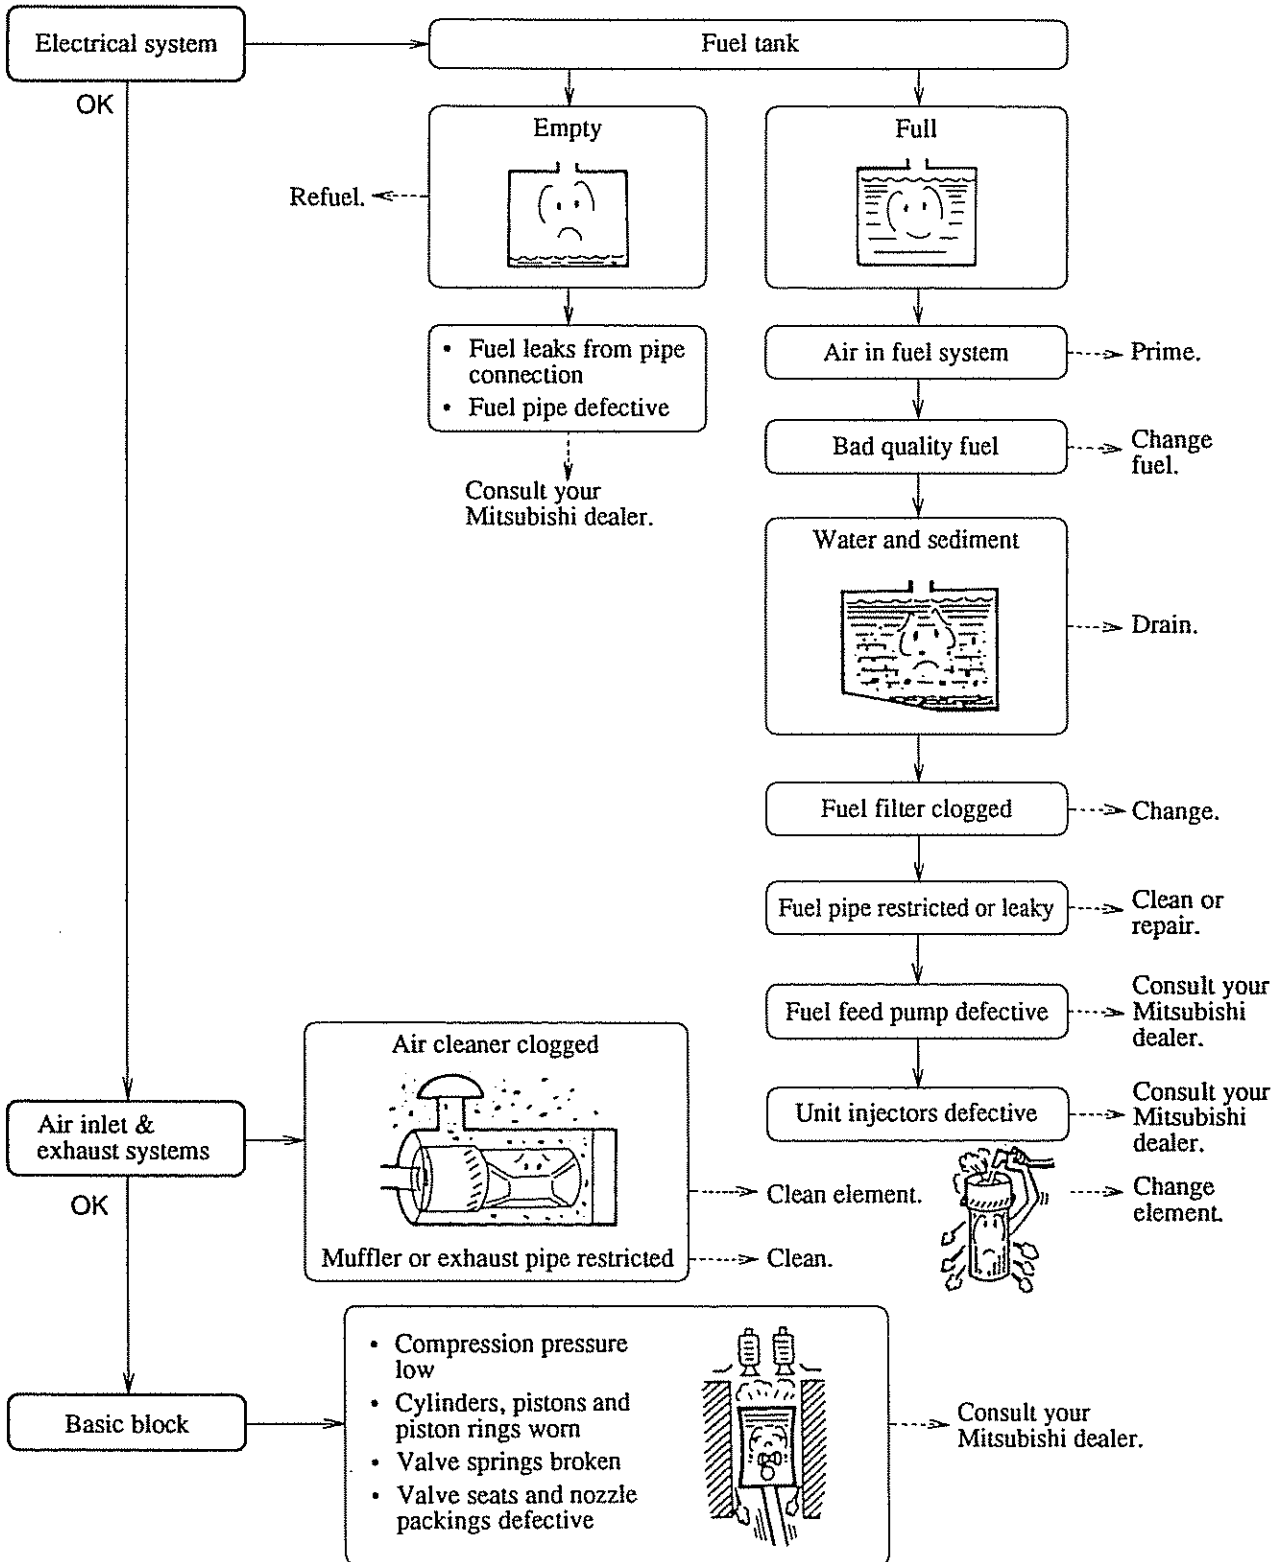 Electrical system
Fuel tank
OK
Empty
Full
Refuel.
• Fuel leaks from pipe
connection
• Fuel pipe defective
Air in fuel system
Prime.
Bad quality fuel
Change
fuel.
Consult your
Mitsubishi dealer.
Water and sediment
Drain.
Fuel filter clogged
Change.
Fuel pipe restricted or leaky
Clean or
repair.
Fuel feed pump defective
Consult your
Mitsubishi
dealer.
Unit injectors defective
Consult your
Mitsubishi
dealer.
Change
element.
Air inlet &
exhaust systems
OK
Air cleaner clogged
Clean element.
Muffler or exhaust pipe restricted
Clean.
Basic block
• Compression pressure
low
• Cylinders, pistons and
piston rings worn
• Valve springs broken
• Valve seats and nozzle
packings defective
Consult your
Mitsubishi dealer.